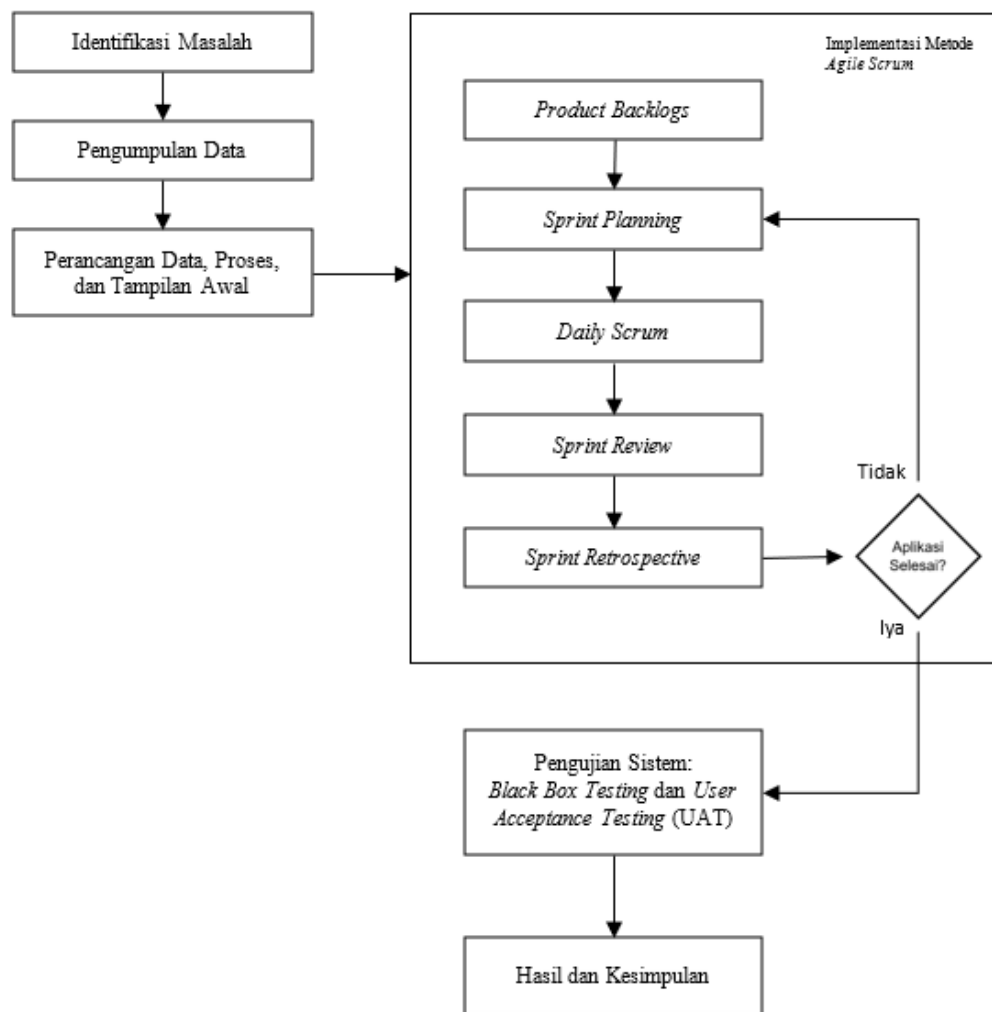 Identifikasi Masalah
Pengumpulan Data
Perancangan Data, Proses,
dan Tampilan Awal
Implementasi Metode
Agile Scrum
Product Backlogs
Sprint Planning
Daily Scrum
Sprint Review
Sprint Retrospective
Tidak
Aplikasi
Selesai?
Iya
Pengujian Sistem:
Black Box Testing dan User
Acceptance Testing (UAT)
Hasil dan Kesimpulan